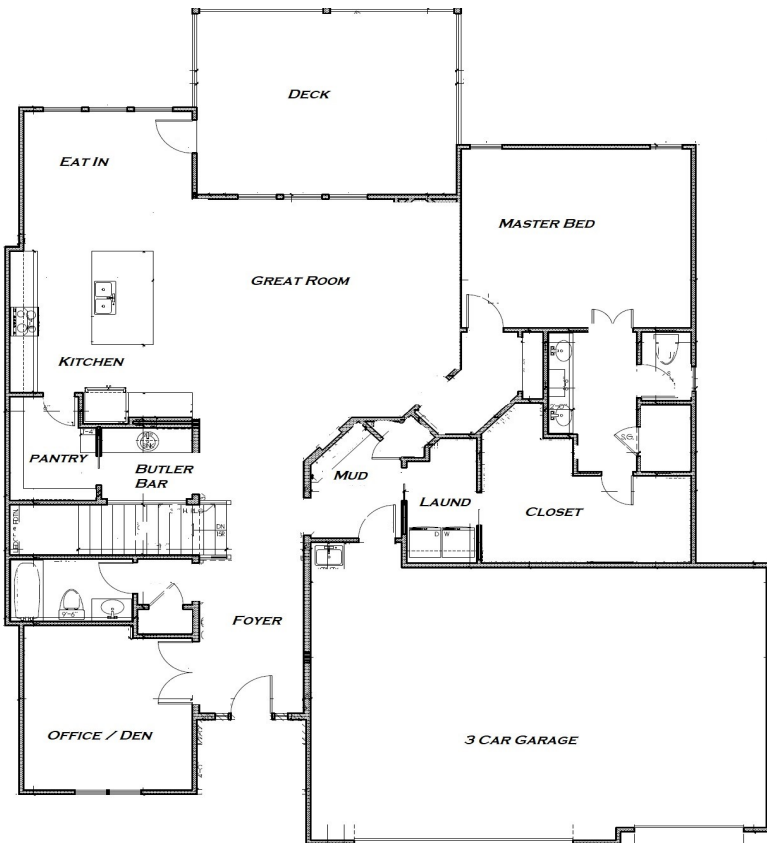 DECK
EAT IN
MASTER BED
GREAT ROOM
KITCHEN
PANTRY
BUTLER
BAR
MUD
LAUND
CLOSET
S.G.
DN
D W
FOYER
OFFICE / DEN
3 CAR GARAGE